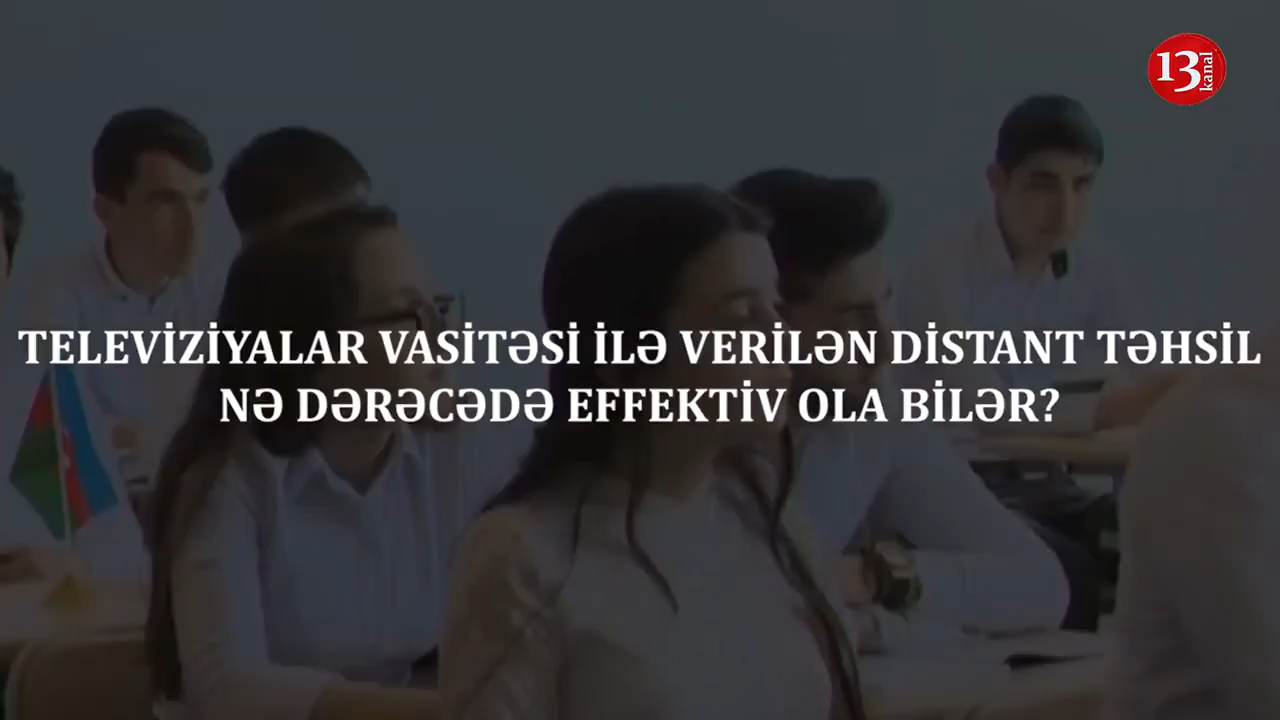 13 kanal
TELEVİZİYALAR VASİTƏSİ İLƏ VERİLƏN DİSTANT TƏHSİL
NƏ DƏRƏCƏDƏ EFFEKTİV OLA BİLƏR?